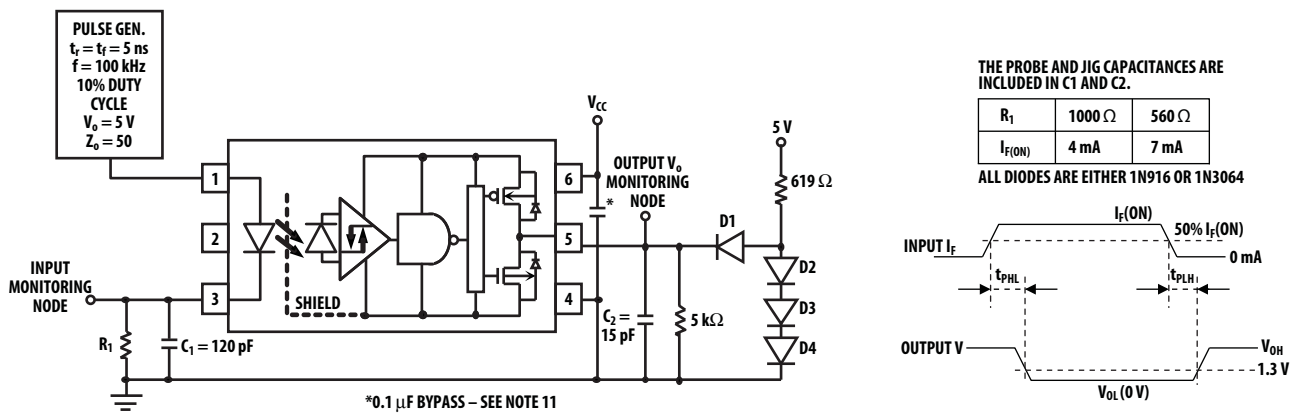 PULSE GEN.
tr = tf = 5 ns
f = 100 kHz
10% DUTY
CYCLE
Vo = 5 V
Zo = 50
1
2
3
INPUT
MONITORING
NODE
R1
C1 = 120 pF
SHIELD
VCC
6
*
5
4
OUTPUT Vo
MONITORING
NODE
C2 =
15 pF
5 kΩ
D1
5 V
619 Ω
D2
D3
D4
*0.1 μF BYPASS – SEE NOTE 11
THE PROBE AND JIG CAPACITANCES ARE
INCLUDED IN C1 AND C2.
R1 1000 Ω 560 Ω
IF(ON) 4 mA 7 mA
ALL DIODES ARE EITHER 1N916 OR 1N3064
IF(ON)
50% IF(ON)
INPUT IF
0 mA
tPHL
tPLH
OUTPUT V
VOH
1.3 V
VOL(0 V)